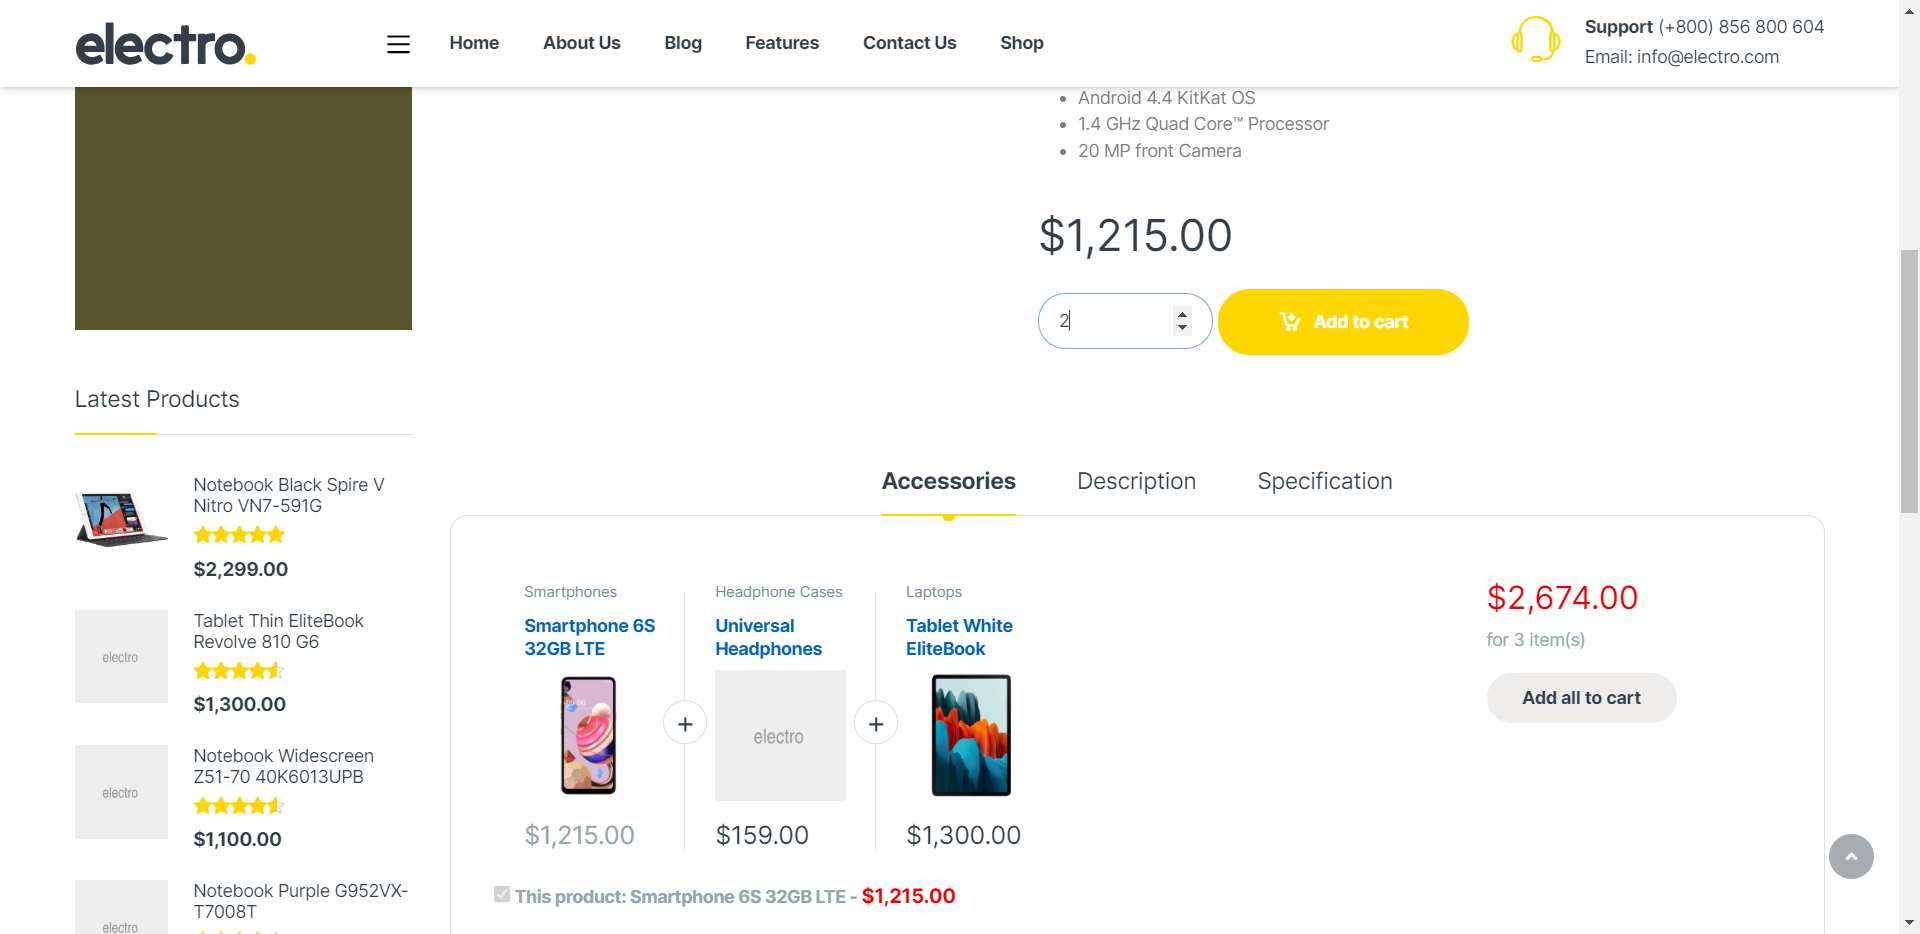 electro.
Home
About Us
Blog
Features
Contact Us
Shop
Support (+800) 856 800 604
Email: info@electro.com
Android 4.4 KitKat OS
1.4 GHz Quad Core™ Processor
20 MP front Camera
$1,215.00
2
Add to cart
Latest Products
Notebook Black Spire V
Nitro VN7-591G
$2,299.00
electro
Tablet Thin EliteBook
Revolve 810 G6
$1,300.00
electro
Notebook Widescreen
Z51-70 40K6013UPB
$1,100.00
electro
Notebook Purple G952VX-
T7008T
Accessories
Description
Specification
Smartphones
Smartphone 6S
32GB LTE
$1,215.00
+
Headphone Cases
Universal
Headphones
electro
$159.00
+
Laptops
Tablet White
EliteBook
$1,300.00
$2,674.00
for 3 item(s)
Add all to cart
This product: Smartphone 6S 32GB LTE - $1,215.00